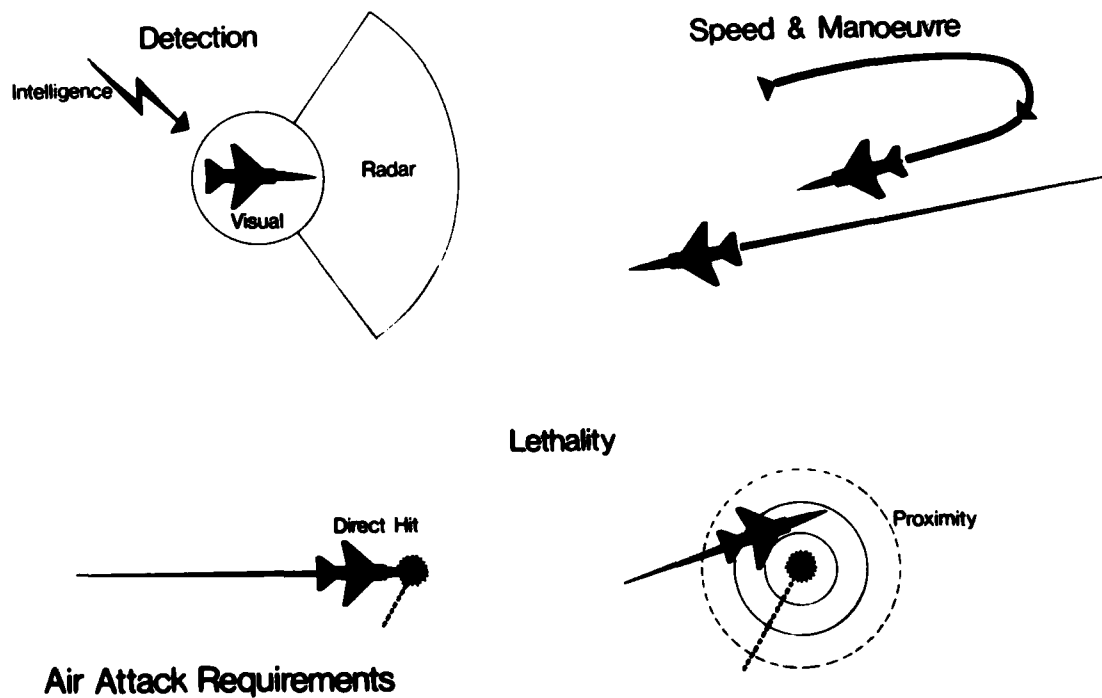 Detection
Speed & Manoeuvre
Intelligence
Radar
Visual
Lethality
Direct Hit
Proximity
Air Attack Requirements